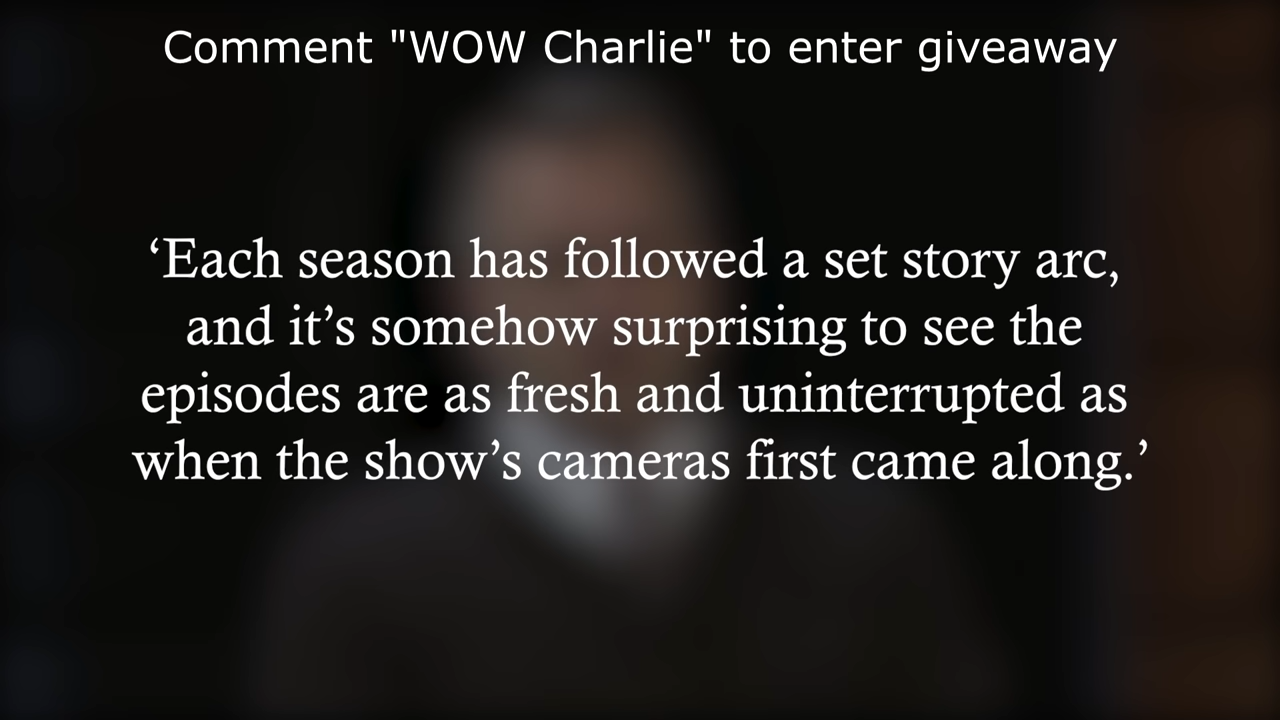 Comment "WOW Charlie" to enter giveaway
‘Each season has followed a set story arc,
and it’s somehow surprising to see the
episodes are as fresh and uninterrupted as
when the show’s cameras first came along.’